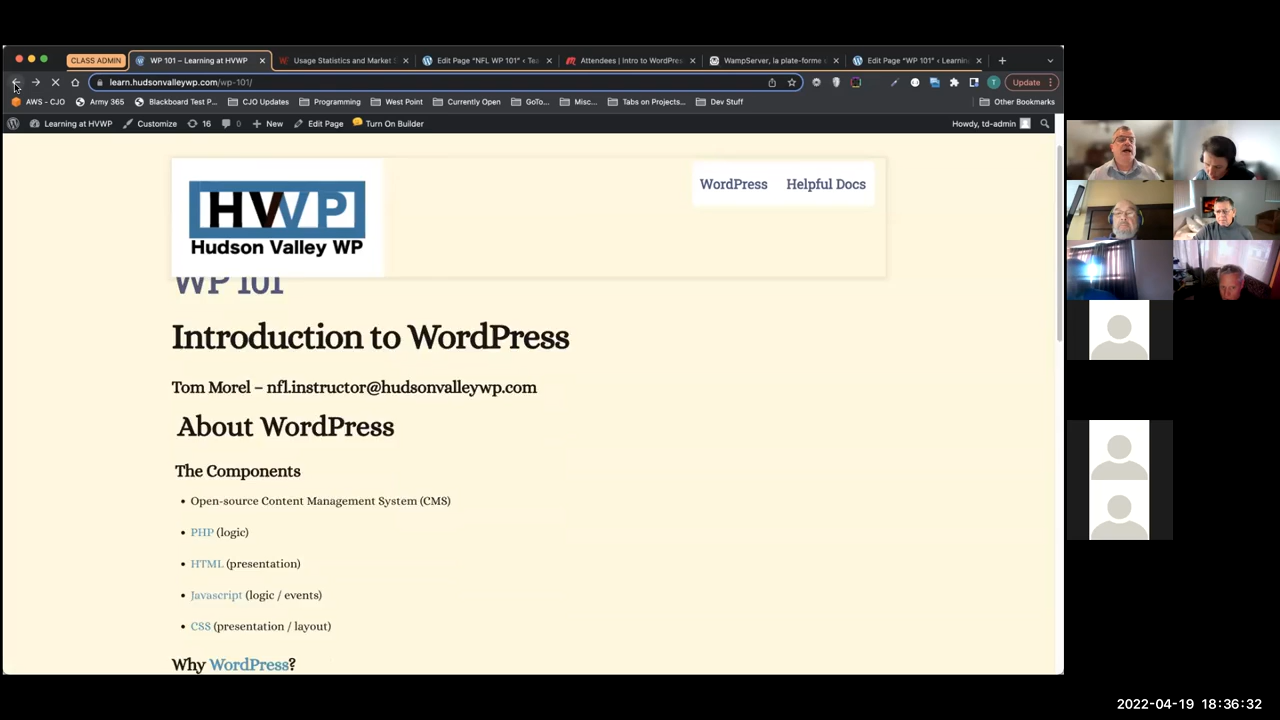 CLASS ADMIN
WP 101 – Learning at HVWP
Usage Statistics and Market S
Edit Page "NFL WP 101" ‹ Tea
Attendees | Intro to WordPres
WampServer, la plate-forme d
Edit Page "WP 101" ‹ Learnin
learn.hudsonvalleywp.com/wp-101/
T
Update
AWS - CJO
Army 365
Blackboard Test P...
CJO Updates
Programming
West Point
Currently Open
GoTo...
Misc...
Tabs on Projects...
Dev Stuff
Other Bookmarks
Learning at HVWP
Customize
16
0
New
Edit Page
Turn On Builder
Howdy, td-admin
HVWP
Hudson Valley WP
WordPress
Helpful Docs
WP 101
Introduction to WordPress
Tom Morel – nfl.instructor@hudsonvalleywp.com
About WordPress
The Components
• Open-source Content Management System (CMS)
• PHP (logic)
• HTML (presentation)
• Javascript (logic / events)
• CSS (presentation / layout)
Why WordPress?
2022-04-19 18:36:32